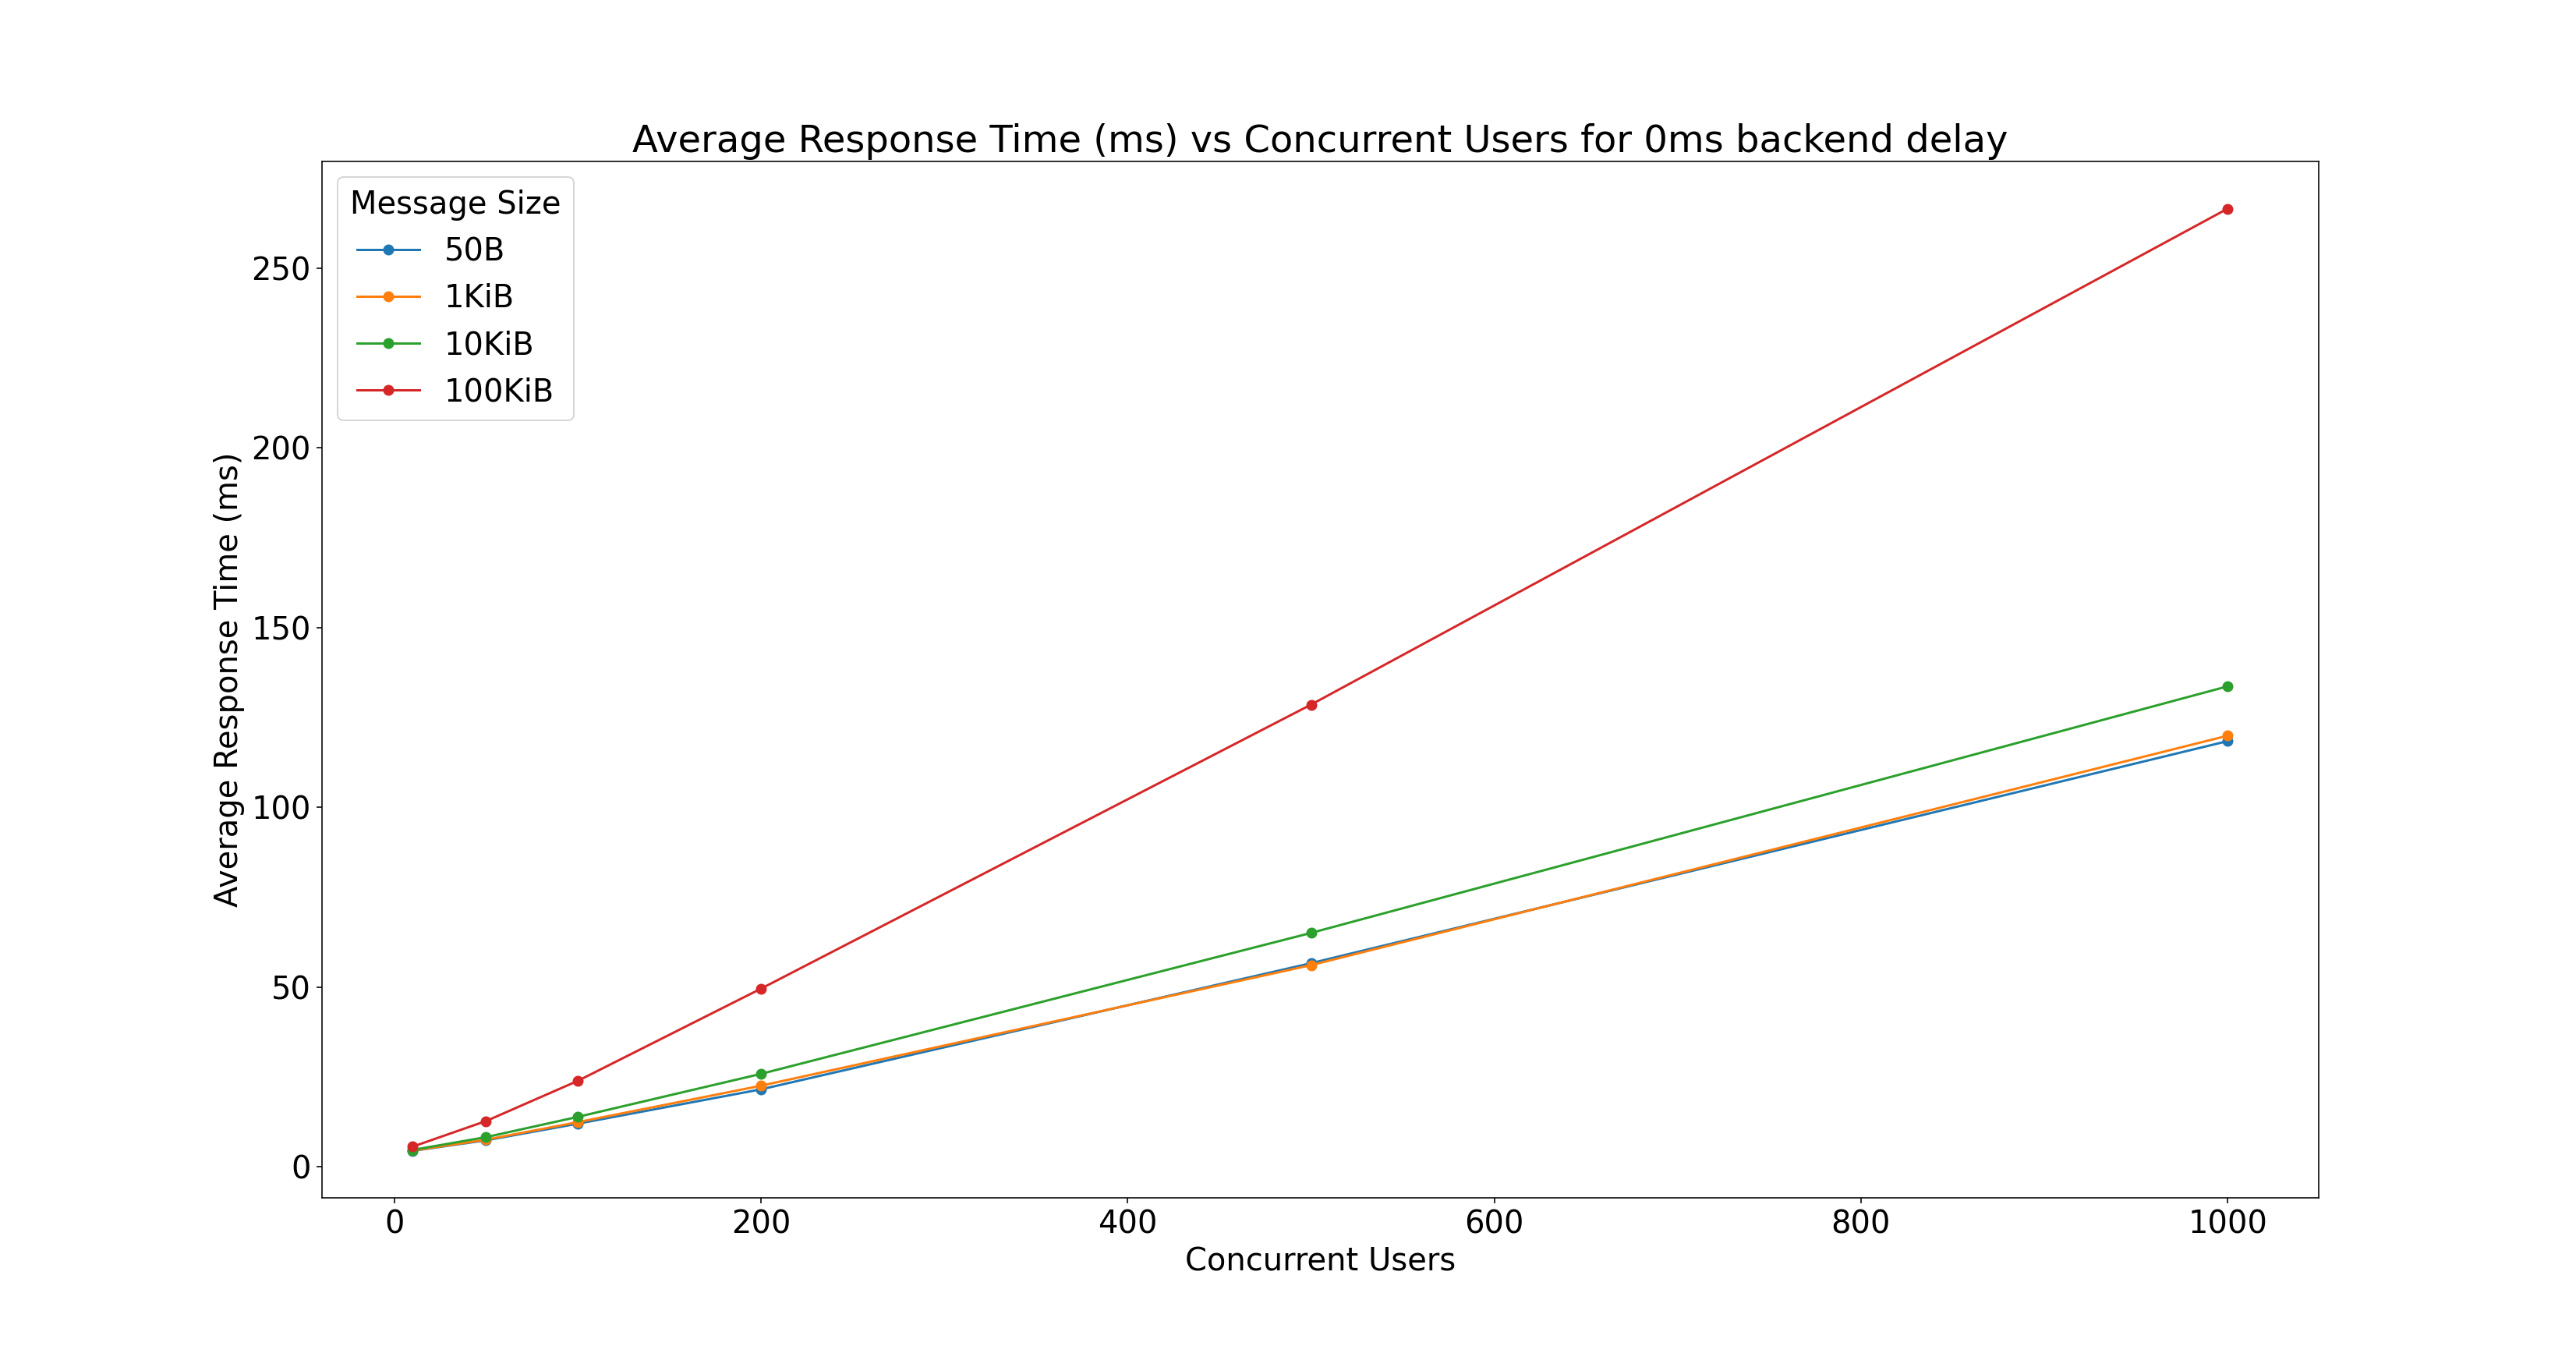 Average Response Time (ms) vs Concurrent Users for 0ms backend delay
Message Size
50B
1KiB
10KiB
100KiB
Average Response Time (ms)
250
200
150
100
50
0
0 200 400 600 800 1000
Concurrent Users